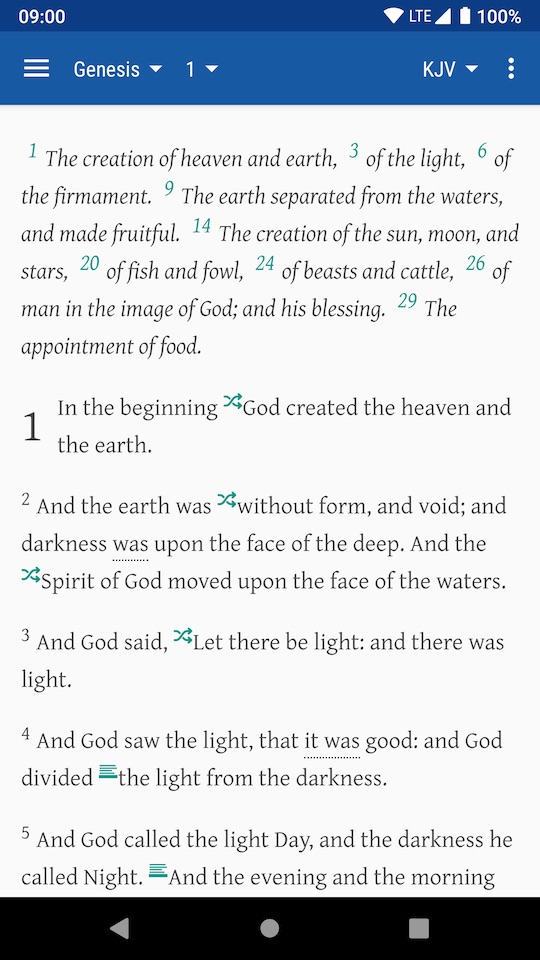 09:00 LTE 100%
Genesis 1 KJV
1 The creation of heaven and earth, 3 of the light, 6 of
the firmament. 9 The earth separated from the waters,
and made fruitful. 14 The creation of the sun, moon, and
stars, 20 of fish and fowl, 24 of beasts and cattle, 26 of
man in the image of God; and his blessing. 29 The
appointment of food.
1 In the beginning God created the heaven and
the earth.
2 And the earth was without form, and void; and
darkness was upon the face of the deep. And the
Spirit of God moved upon the face of the waters.
3 And God said, Let there be light: and there was
light.
4 And God saw the light, that it was good: and God
divided the light from the darkness.
5 And God called the light Day, and the darkness he
called Night. And the evening and the morning